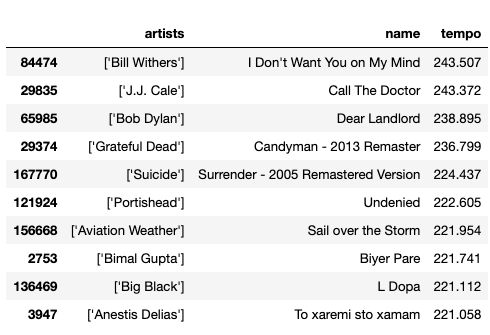 artists name tempo
84474 ['Bill Withers'] I Don't Want You on My Mind 243.507
29835 ['J.J. Cale'] Call The Doctor 243.372
65985 ['Bob Dylan'] Dear Landlord 238.895
29374 ['Grateful Dead'] Candyman - 2013 Remaster 236.799
167770 ['Suicide'] Surrender - 2005 Remastered Version 224.437
121924 ['Portishead'] Undenied 222.605
156668 ['Aviation Weather'] Sail over the Storm 221.954
2753 ['Bimal Gupta'] Biyer Pare 221.741
136469 ['Big Black'] L Dopa 221.112
3947 ['Anestis Delias'] To xaremi sto xamam 221.058